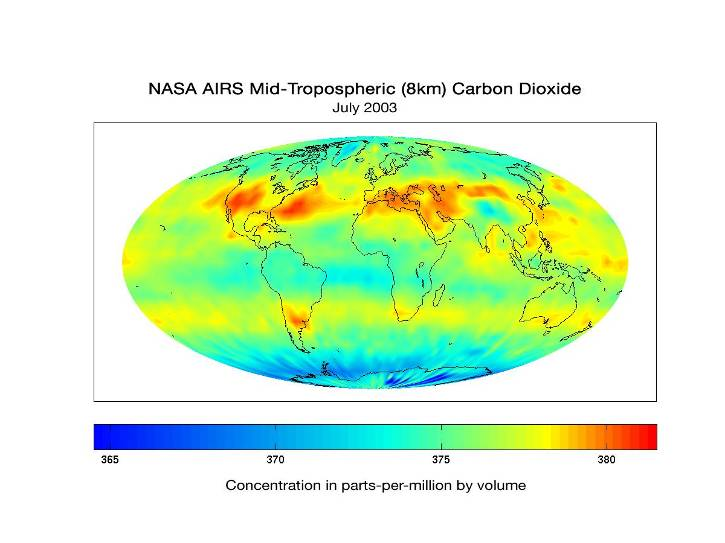 NASA AIRS Mid-Tropospheric (8km) Carbon Dioxide
July 2003
365 370 375 380
Concentration in parts-per-million by volume